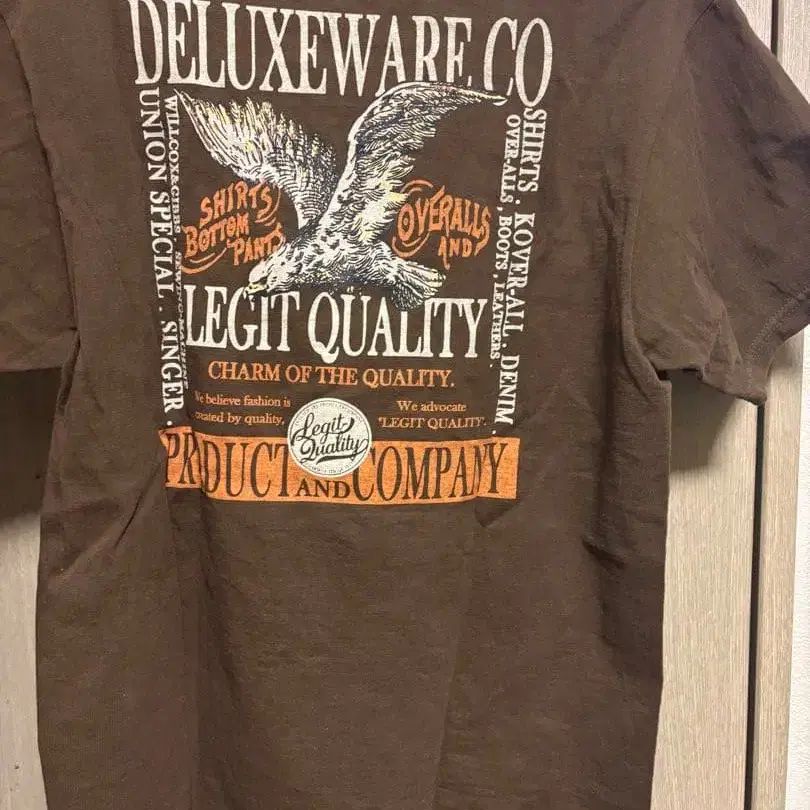 DELUXEWARE CO
UNION SPECIAL . SINGER .
WILLCOX&GIBBS SEWING-MACHINE
SHIRTS . KOVER-ALL . DENIM .
OVER-ALLS, BOOTS . LEATHERS .
SHIRTS
BOTTOM
PANTS
OVERALLS
AND
LEGIT QUALITY
CHARM OF THE QUALITY.
We believe fashion is
created by quality,
We advocate
"LEGIT QUALITY".
Legit
Quality
PRODUCT AND COMPANY